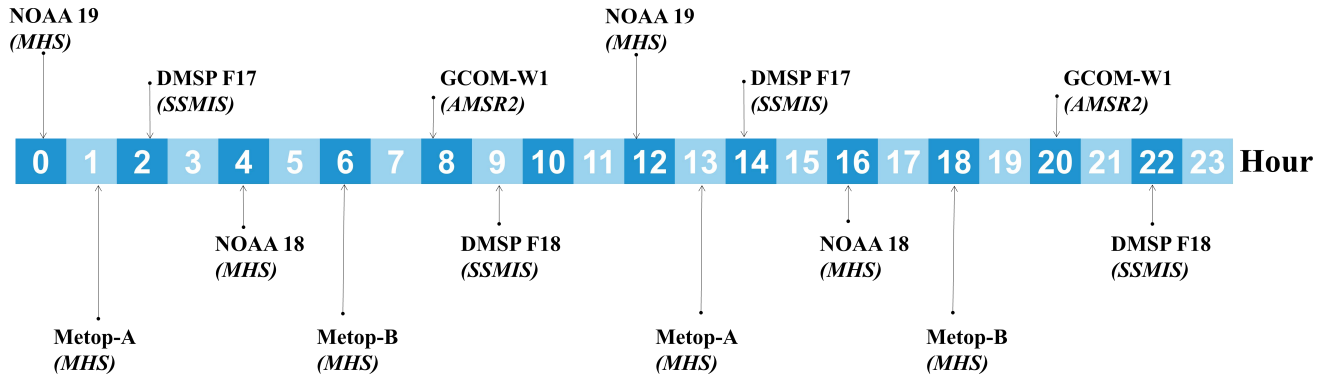 NOAA 19
(MHS)
NOAA 19
(MHS)
DMSP F17
(SSMIS)
GCOM-W1
(AMSR2)
DMSP F17
(SSMIS)
GCOM-W1
(AMSR2)
0 1 2 3 4 5 6 7 8 9 10 11 12 13 14 15 16 17 18 19 20 21 22 23 Hour
NOAA 18
(MHS)
DMSP F18
(SSMIS)
NOAA 18
(MHS)
DMSP F18
(SSMIS)
Metop-A
(MHS)
Metop-B
(MHS)
Metop-A
(MHS)
Metop-B
(MHS)